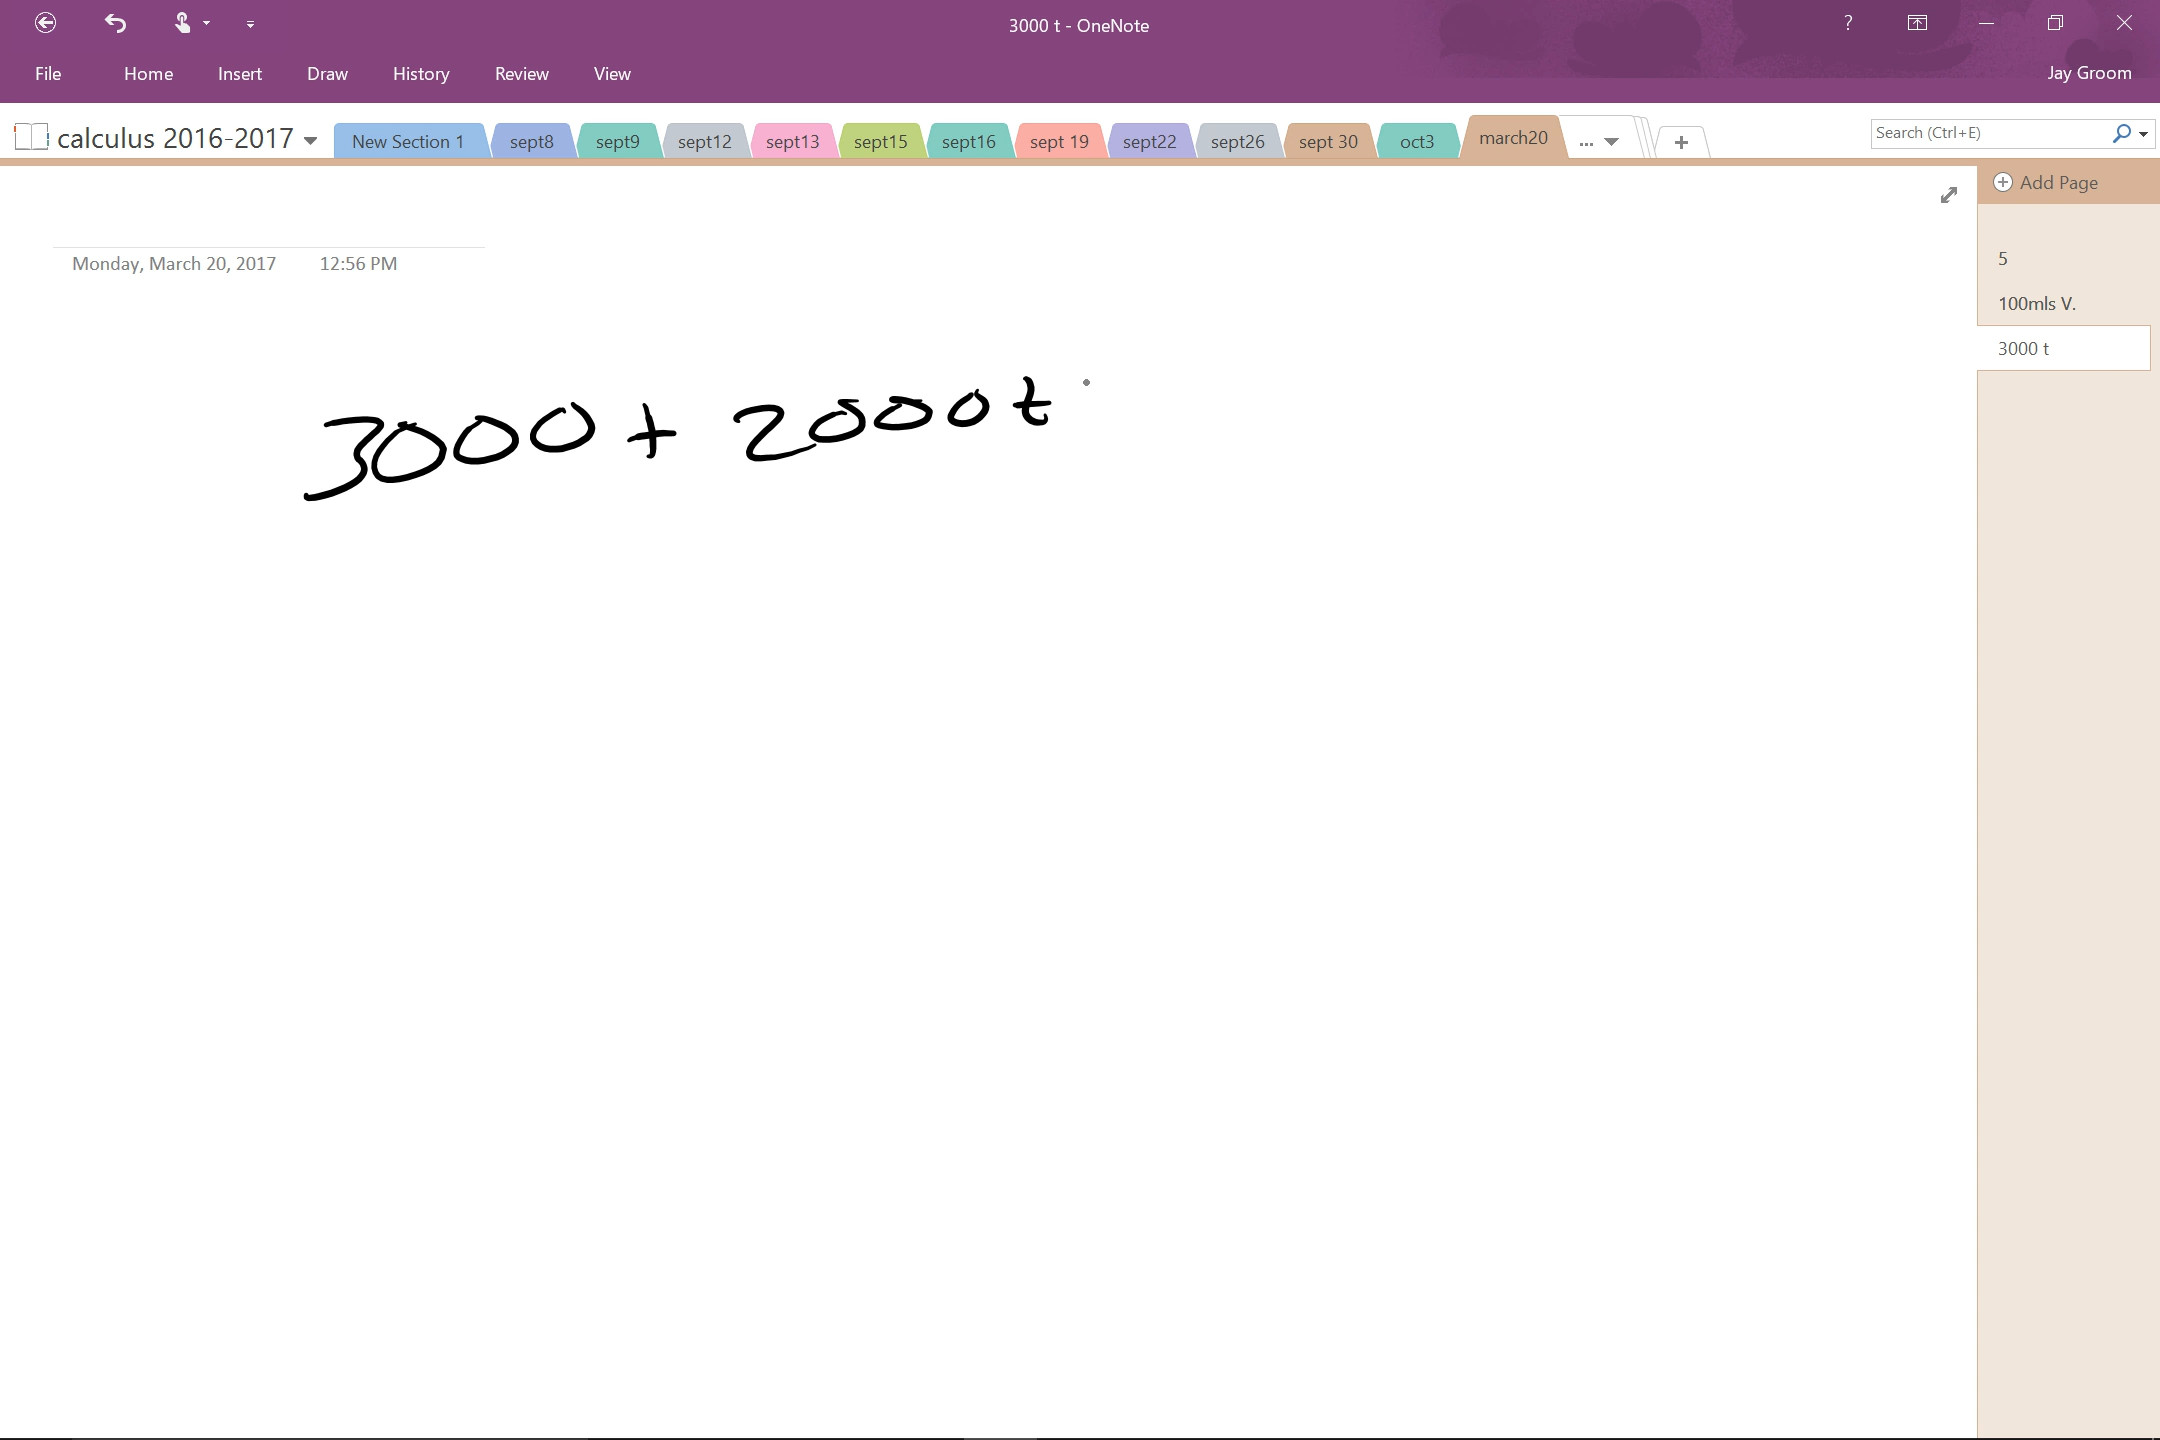 3000 t - OneNote
?
File Home Insert Draw History Review View
Jay Groom
calculus 2016-2017
New Section 1 sept8 sept9 sept12 sept13 sept15 sept16 sept 19 sept22 sept26 sept 30 oct3 march20 ...
Search (Ctrl+E)
Add Page
Monday, March 20, 2017 12:56 PM
5
100mls V.
3000 t
3000 + 2000t